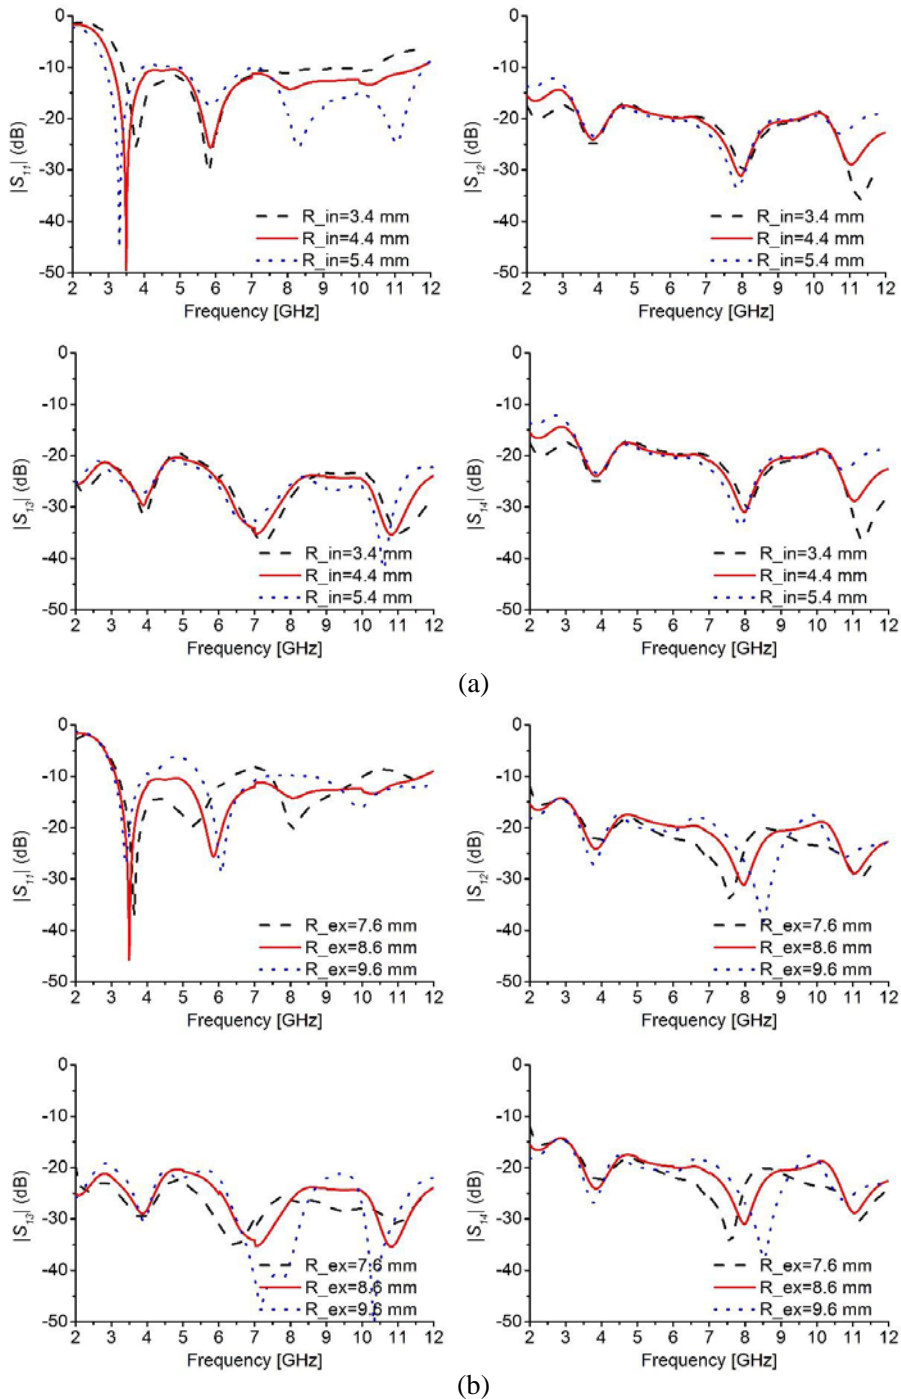 0
-10
-20
-30
-40
-50
|S11| (dB)
R_in=3.4 mm
R_in=4.4 mm
R_in=5.4 mm
2 3 4 5 6 7 8 9 10 11 12
Frequency [GHz]
0
-10
-20
-30
-40
-50
|S12| (dB)
R_in=3.4 mm
R_in=4.4 mm
R_in=5.4 mm
2 3 4 5 6 7 8 9 10 11 12
Frequency [GHz]
0
-10
-20
-30
-40
-50
|S13| (dB)
R_in=3.4 mm
R_in=4.4 mm
R_in=5.4 mm
2 3 4 5 6 7 8 9 10 11 12
Frequency [GHz]
0
-10
-20
-30
-40
-50
|S14| (dB)
R_in=3.4 mm
R_in=4.4 mm
R_in=5.4 mm
2 3 4 5 6 7 8 9 10 11 12
Frequency [GHz]
(a)
0
-10
-20
-30
-40
-50
|S11| (dB)
R_ex=7.6 mm
R_ex=8.6 mm
R_ex=9.6 mm
2 3 4 5 6 7 8 9 10 11 12
Frequency [GHz]
0
-10
-20
-30
-40
-50
|S12| (dB)
R_ex=7.6 mm
R_ex=8.6 mm
R_ex=9.6 mm
2 3 4 5 6 7 8 9 10 11 12
Frequency [GHz]
0
-10
-20
-30
-40
-50
|S13| (dB)
R_ex=7.6 mm
R_ex=8.6 mm
R_ex=9.6 mm
2 3 4 5 6 7 8 9 10 11 12
Frequency [GHz]
0
-10
-20
-30
-40
-50
|S14| (dB)
R_ex=7.6 mm
R_ex=8.6 mm
R_ex=9.6 mm
2 3 4 5 6 7 8 9 10 11 12
Frequency [GHz]
(b)